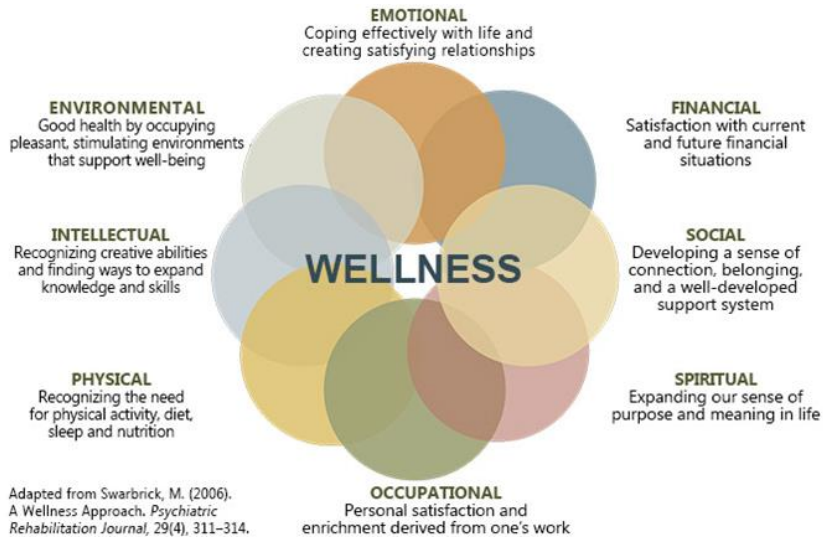 EMOTIONAL
Coping effectively with life and
creating satisfying relationships
ENVIRONMENTAL
Good health by occupying
pleasant, stimulating environments
that support well-being
FINANCIAL
Satisfaction with current
and future financial
situations
INTELLECTUAL
Recognizing creative abilities
and finding ways to expand
knowledge and skills
WELLNESS
SOCIAL
Developing a sense of
connection, belonging,
and a well-developed
support system
PHYSICAL
Recognizing the need
for physical activity, diet,
sleep and nutrition
SPIRITUAL
Expanding our sense of
purpose and meaning in life
OCCUPATIONAL
Personal satisfaction and
enrichment derived from one's work
Adapted from Swarbrick, M. (2006).
A Wellness Approach. Psychiatric
Rehabilitation Journal, 29(4), 311–314.